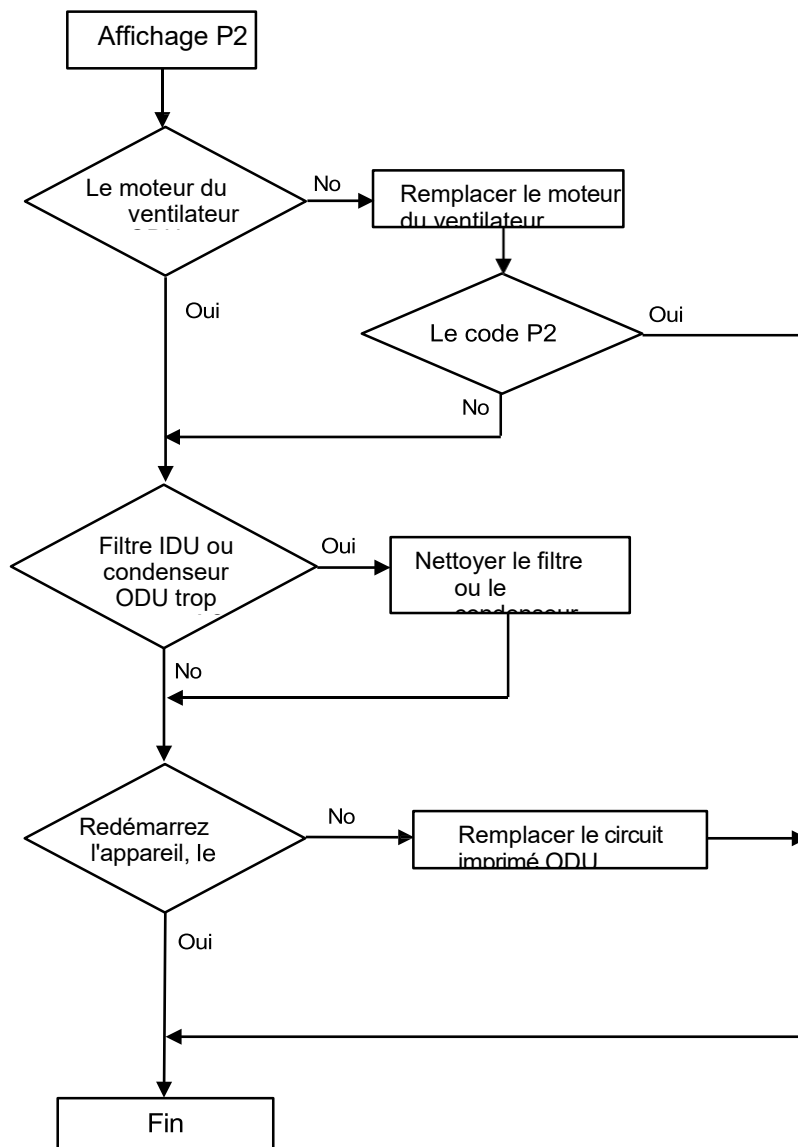 Affichage P2
Le moteur du
ventilateur
No
Remplacer le moteur
du ventilateur
Oui
Le code P2
Oui
No
Filtre IDU ou
condenseur
ODU trop
Oui
Nettoyer le filtre
ou le
condenseur
No
Redémarrez
l'appareil, le
No
Remplacer le circuit
imprimé ODU
Oui
Fin